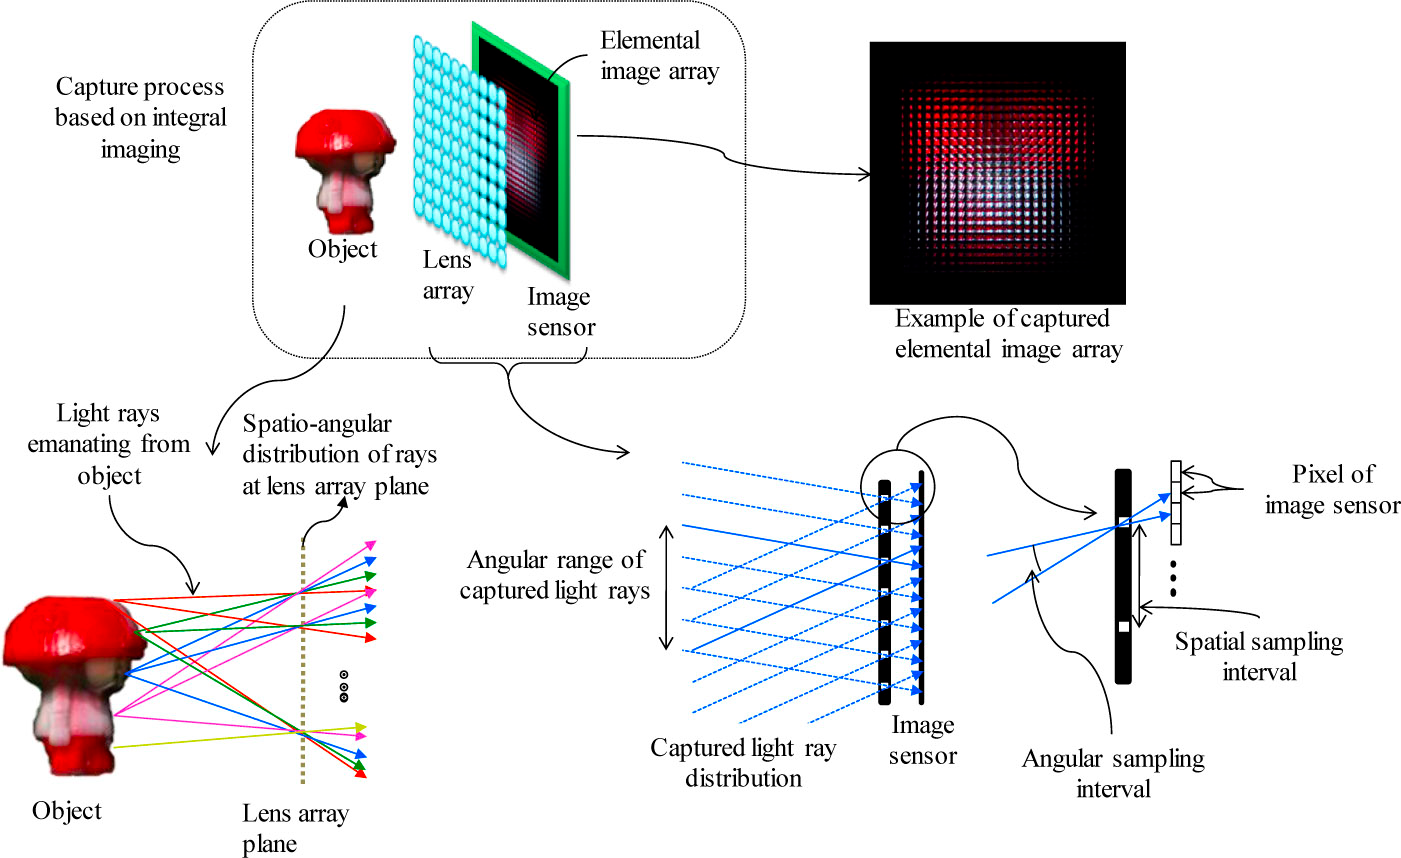 Capture process
based on integral
imaging
Elemental
image array
Object
Lens
array
Image
sensor
Example of captured
elemental image array
Light rays
emanating from
object
Spatio-angular
distribution of rays
at lens array plane
Object
Lens array
plane
Angular range of
captured light rays
Captured light ray
distribution
Image
sensor
Pixel of
image sensor
Spatial sampling
interval
Angular sampling
interval